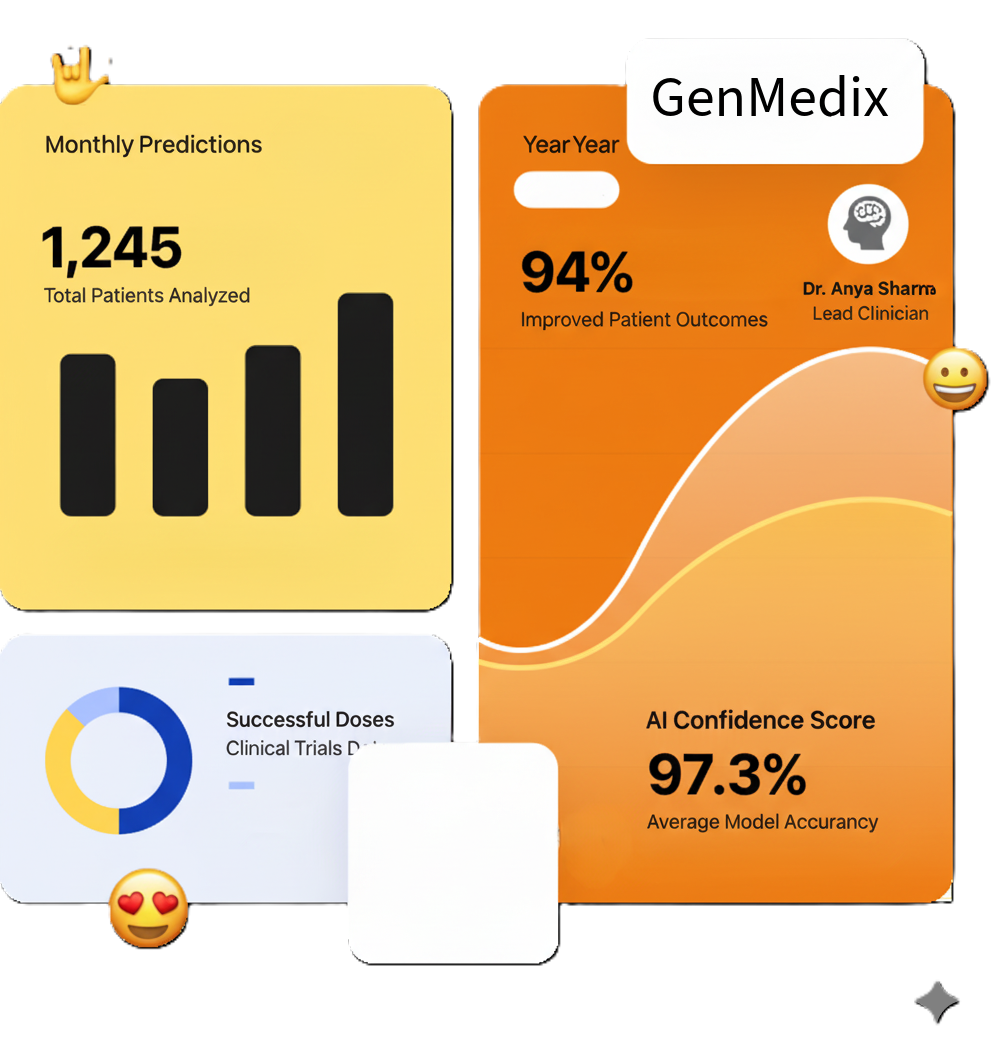 Monthly Predictions
1,245
Total Patients Analyzed
GenMedix
Year Year
94%
Improved Patient Outcomes
Dr. Anya Sharma
Lead Clinician
Successful Doses
Clinical Trials
AI Confidence Score
97.3%
Average Model Accurancy